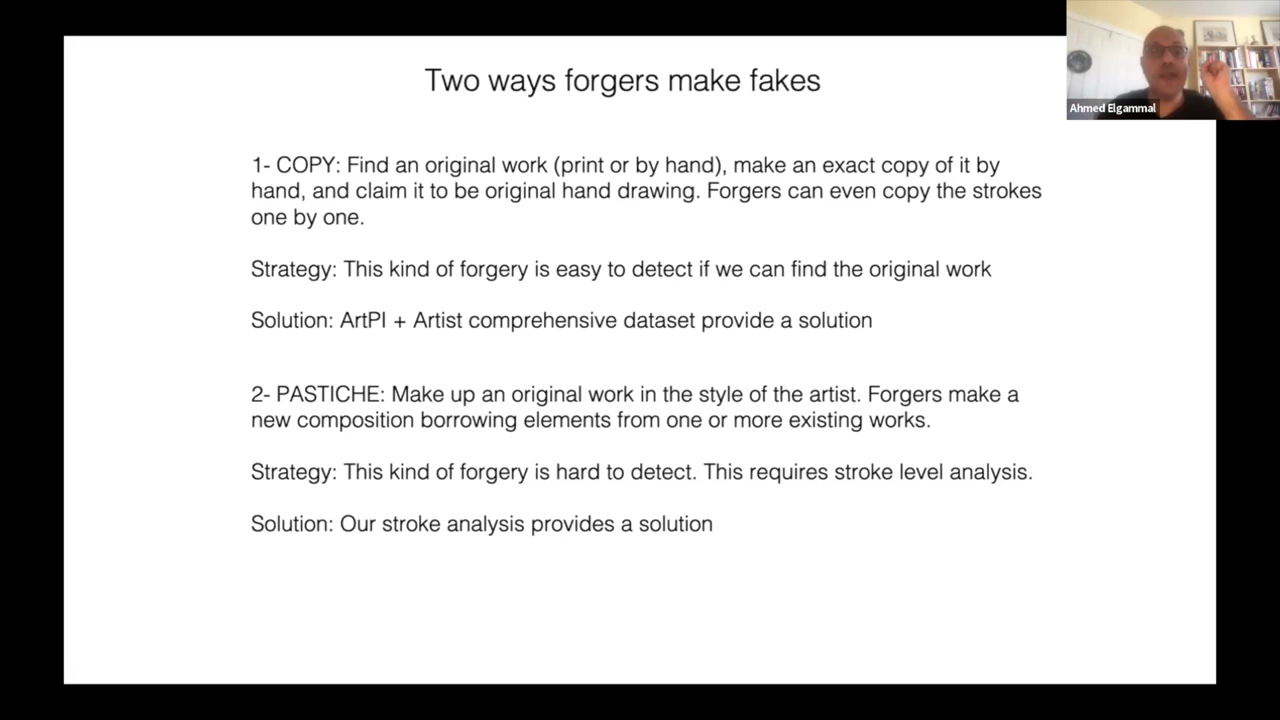 Two ways forgers make fakes
Ahmed Elgammal
1- COPY: Find an original work (print or by hand), make an exact copy of it by
hand, and claim it to be original hand drawing. Forgers can even copy the strokes
one by one.
Strategy: This kind of forgery is easy to detect if we can find the original work
Solution: ArtPI + Artist comprehensive dataset provide a solution
2- PASTICHE: Make up an original work in the style of the artist. Forgers make a
new composition borrowing elements from one or more existing works.
Strategy: This kind of forgery is hard to detect. This requires stroke level analysis.
Solution: Our stroke analysis provides a solution